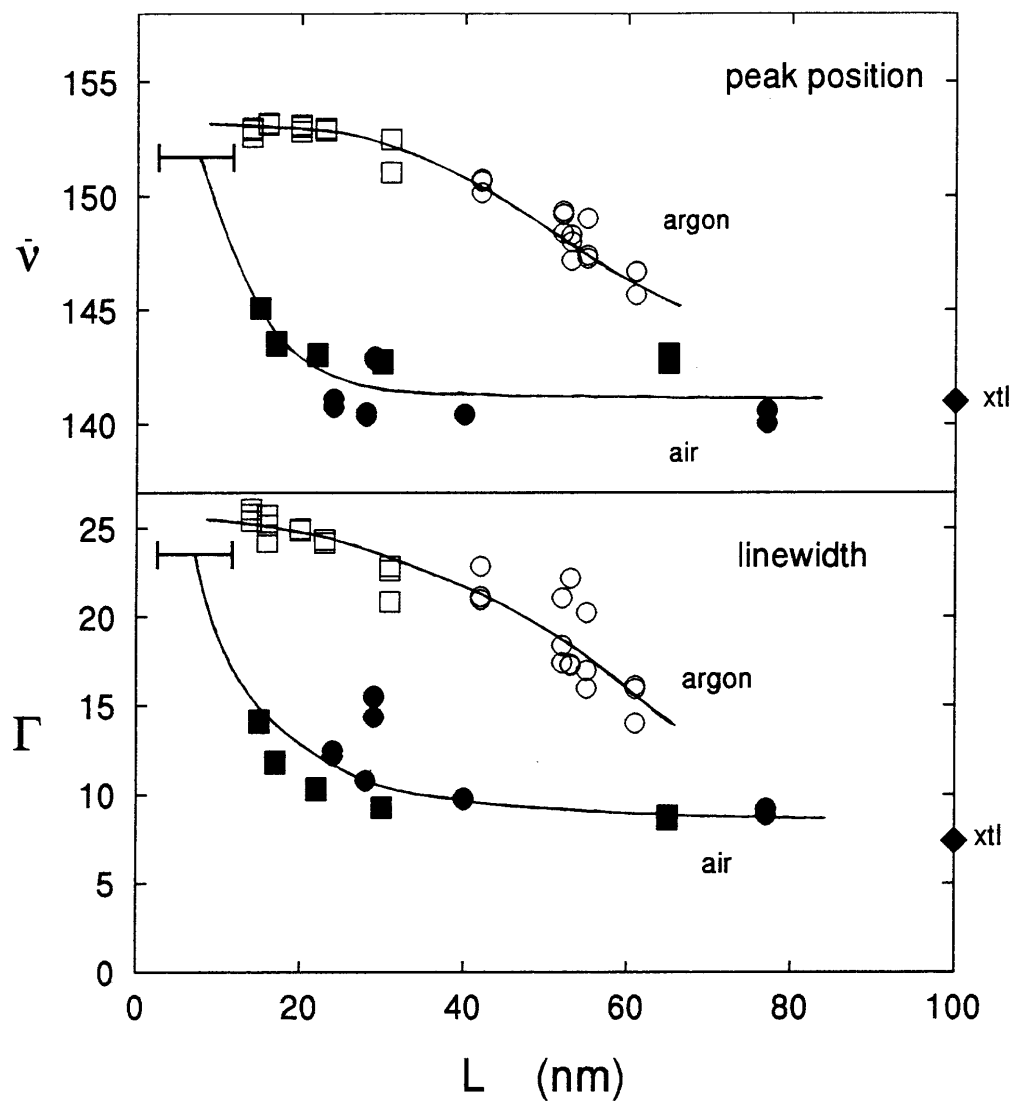 155
peak position
150
argon
ν̄
145
xtl
140
air
25
linewidth
20
argon
15
Γ
10
xtl
air
5
0
0 20 40 60 80 100
L (nm)